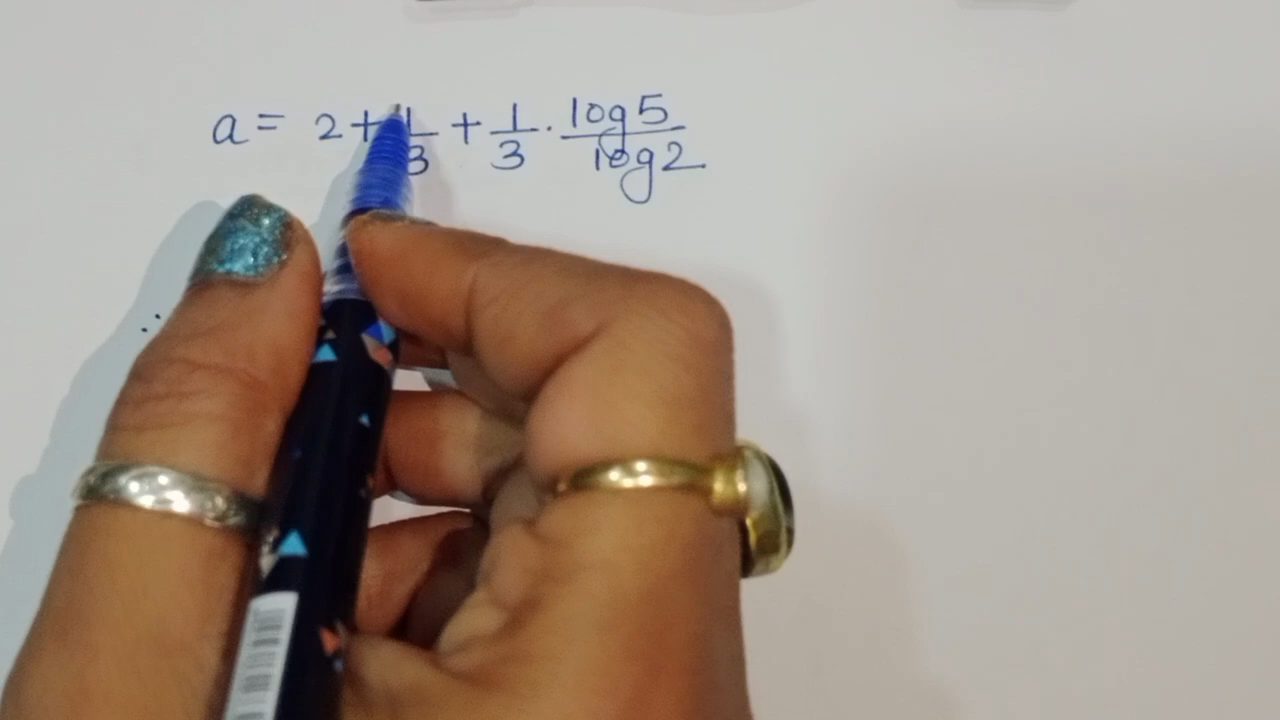 a = 2 + 1/3 + 1/3 . log5/log2